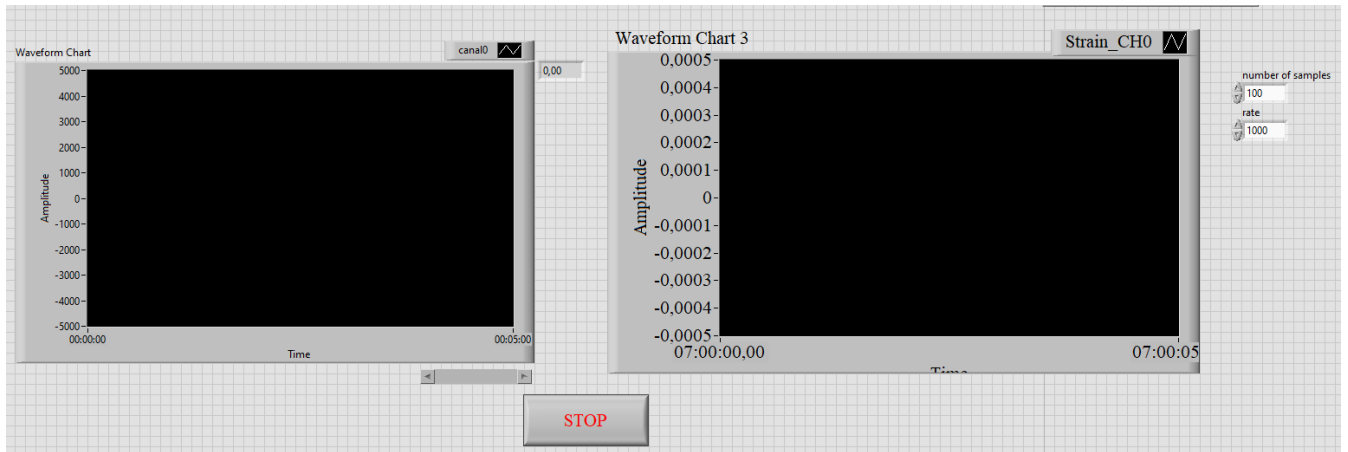 Waveform Chart
canal0
0,00
5000
4000
3000
2000
1000
0
-1000
-2000
-3000
-4000
-5000
Amplitude
00:00:00
00:05:00
Time
Waveform Chart 3
Strain_CH0
0,0005
0,0004
0,0003
0,0002
0,0001
0
-0,0001
-0,0002
-0,0003
-0,0004
-0,0005
Amplitude
07:00:00,00
07:00:05
Time
number of samples
100
rate
1000
STOP